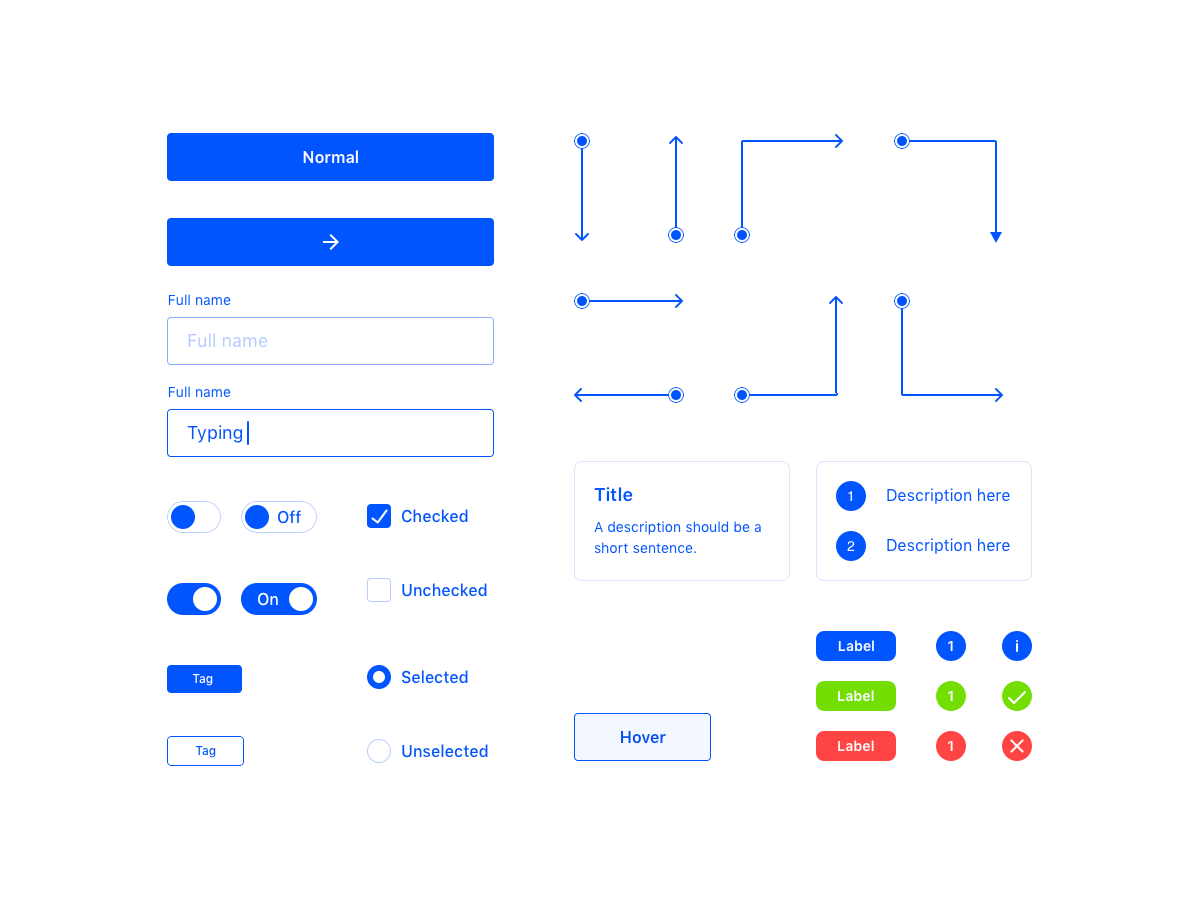 Normal
Full name
Full name
Full name
Typing
Off
Checked
On
Unchecked
Tag
Selected
Tag
Unselected
Title
A description should be a
short sentence.
1 Description here
2 Description here
Hover
Label 1 i
Label 1
Label 1